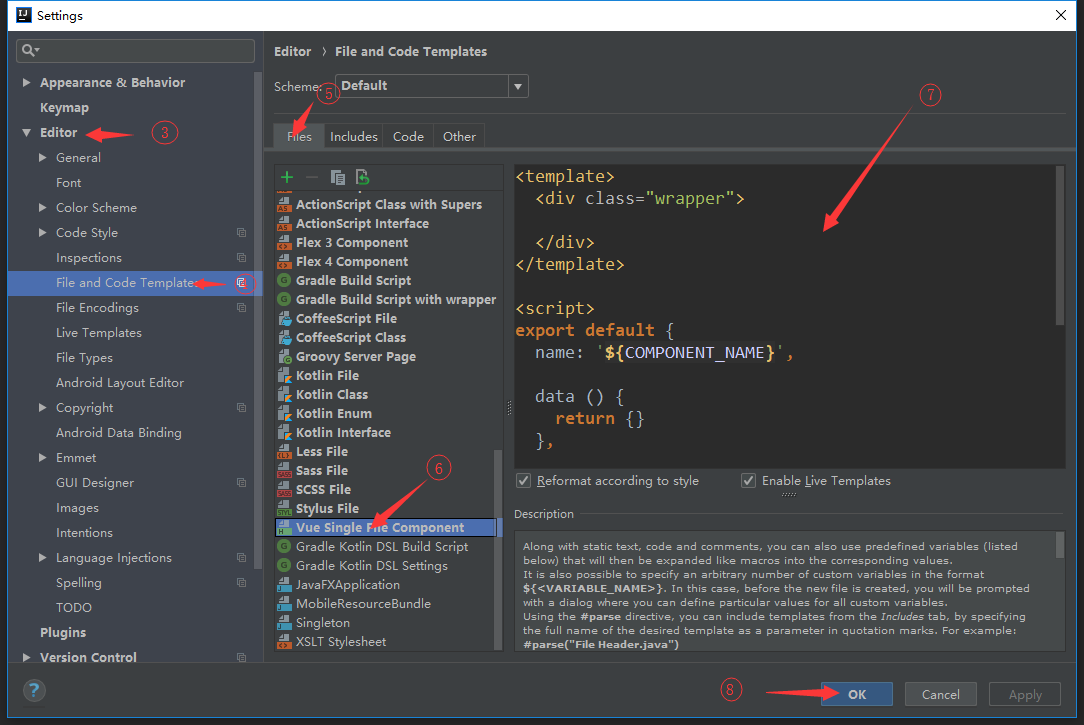 Settings
Editor › File and Code Templates
Appearance & Behavior
Keymap
Editor
③
General
Font
Color Scheme
Code Style
Inspections
File and Code Templates
File Encodings
Live Templates
File Types
Android Layout Editor
Copyright
Android Data Binding
Emmet
GUI Designer
Images
Intentions
Language Injections
Spelling
TODO
Plugins
Version Control
Scheme: Default
⑤
Files Includes Code Other
ActionScript Class with Supers
ActionScript Interface
Flex 3 Component
Flex 4 Component
Gradle Build Script
Gradle Build Script with wrapper
CoffeeScript File
CoffeeScript Class
Groovy Server Page
Kotlin File
Kotlin Class
Kotlin Enum
Kotlin Interface
Less File
Sass File
SCSS File
Stylus File
⑥
Vue Single File Component
Gradle Kotlin DSL Build Script
Gradle Kotlin DSL Settings
JavaFXApplication
MobileResourceBundle
Singleton
XSLT Stylesheet
⑦
<template>
<div class="wrapper">
</div>
</template>
<script>
export default {
name: '${COMPONENT_NAME}',
data () {
return {}
},
Reformat according to style Enable Live Templates
Description
Along with static text, code and comments, you can also use predefined variables (listed
below) that will then be expanded like macros into the corresponding values.
It is also possible to specify an arbitrary number of custom variables in the format
${<VARIABLE_NAME>}. In this case, before the new file is created, you will be prompted
with a dialog where you can define particular values for all custom variables.
Using the #parse directive, you can include templates from the Includes tab, by specifying
the full name of the desired template as a parameter in quotation marks. For example:
#parse("File Header.java")
?
⑧
OK Cancel Apply